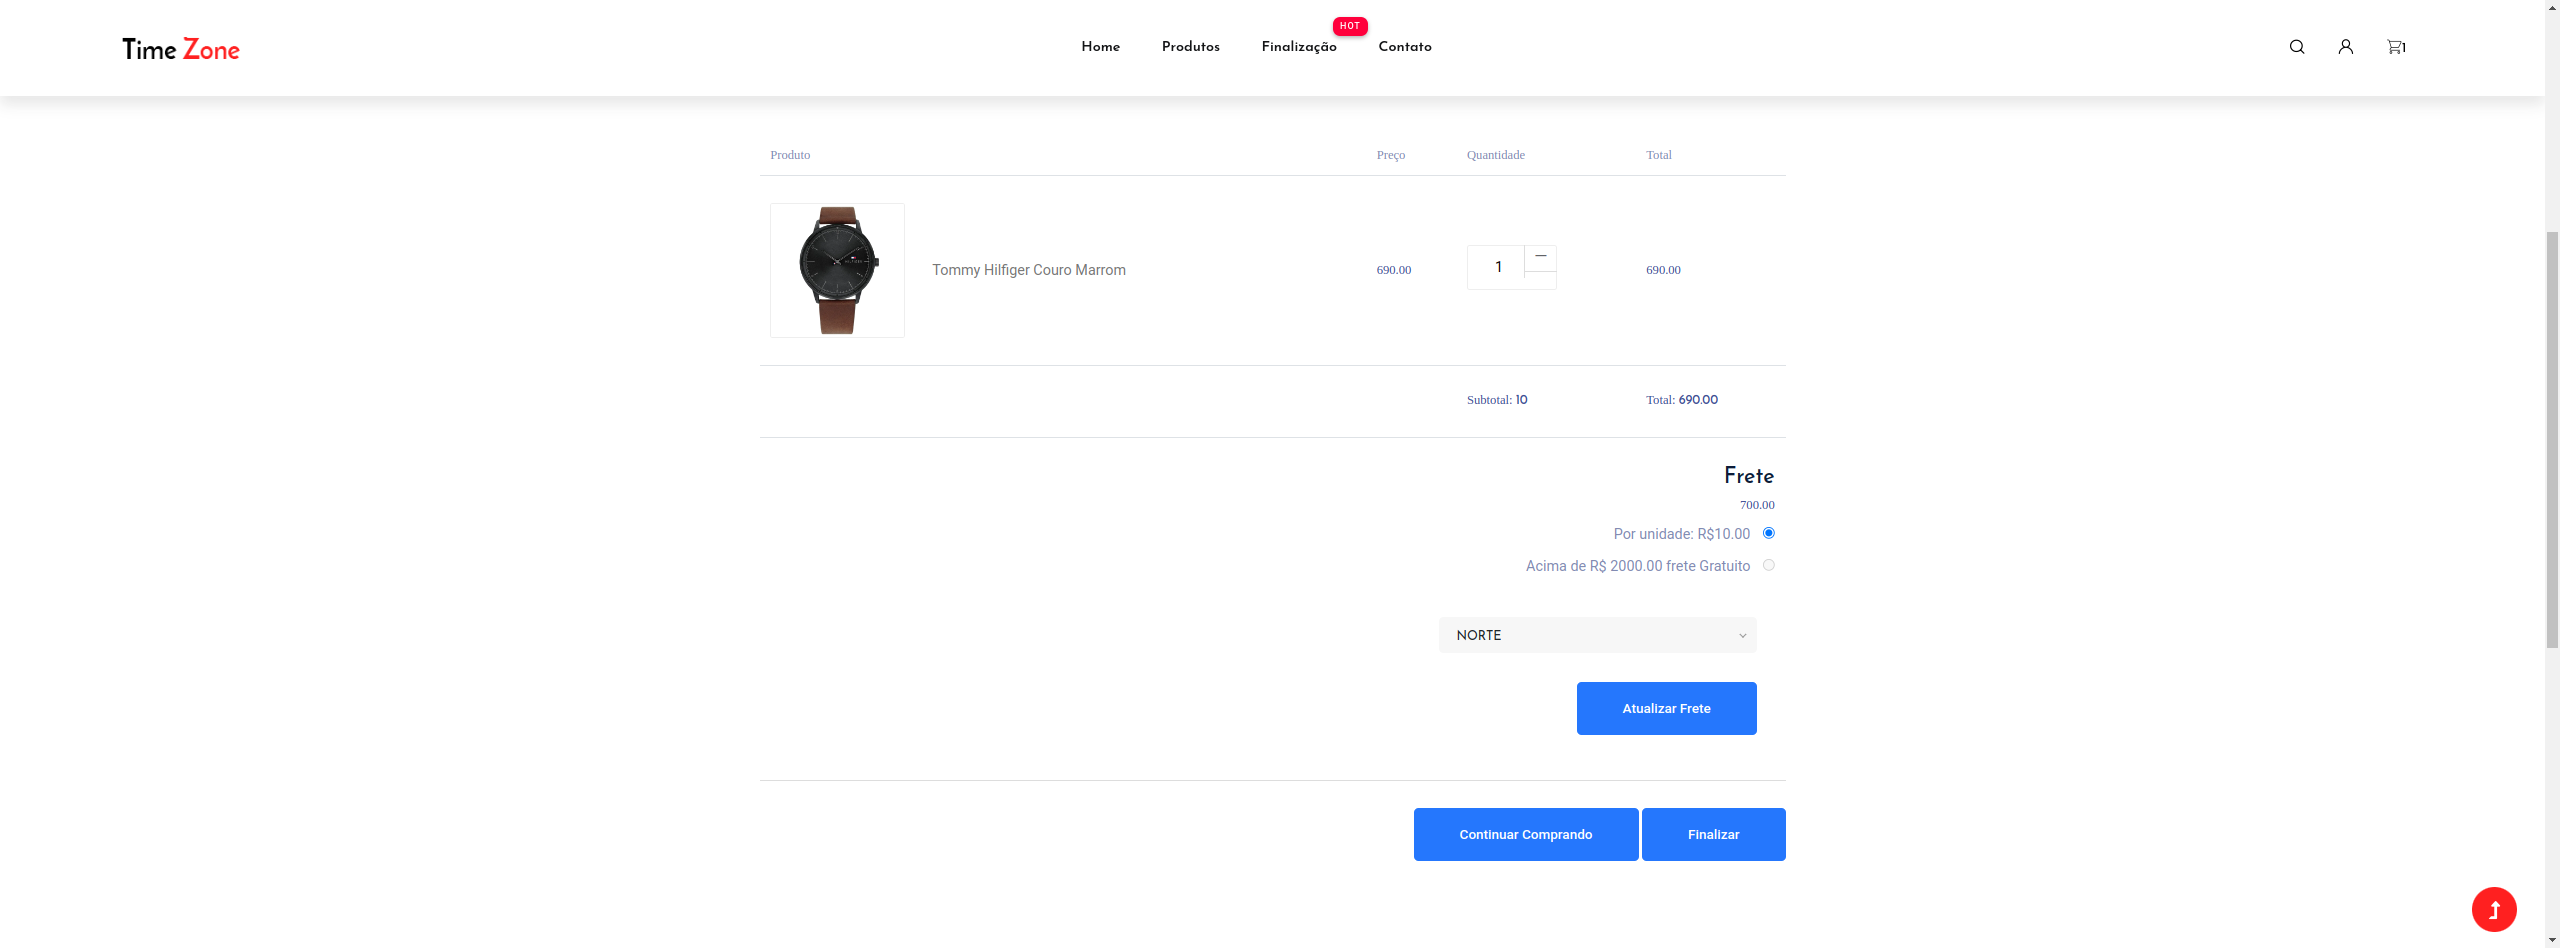 HOT
Time Zone
Home Produtos Finalização Contato
1
Produto Preço Quantidade Total
Tommy Hilfiger Couro Marrom 690.00 1 690.00
Subtotal: 10 Total: 690.00
Frete
700.00
Por unidade: R$10.00
Acima de R$ 2000.00 frete Gratuito
NORTE
Atualizar Frete
Continuar Comprando Finalizar